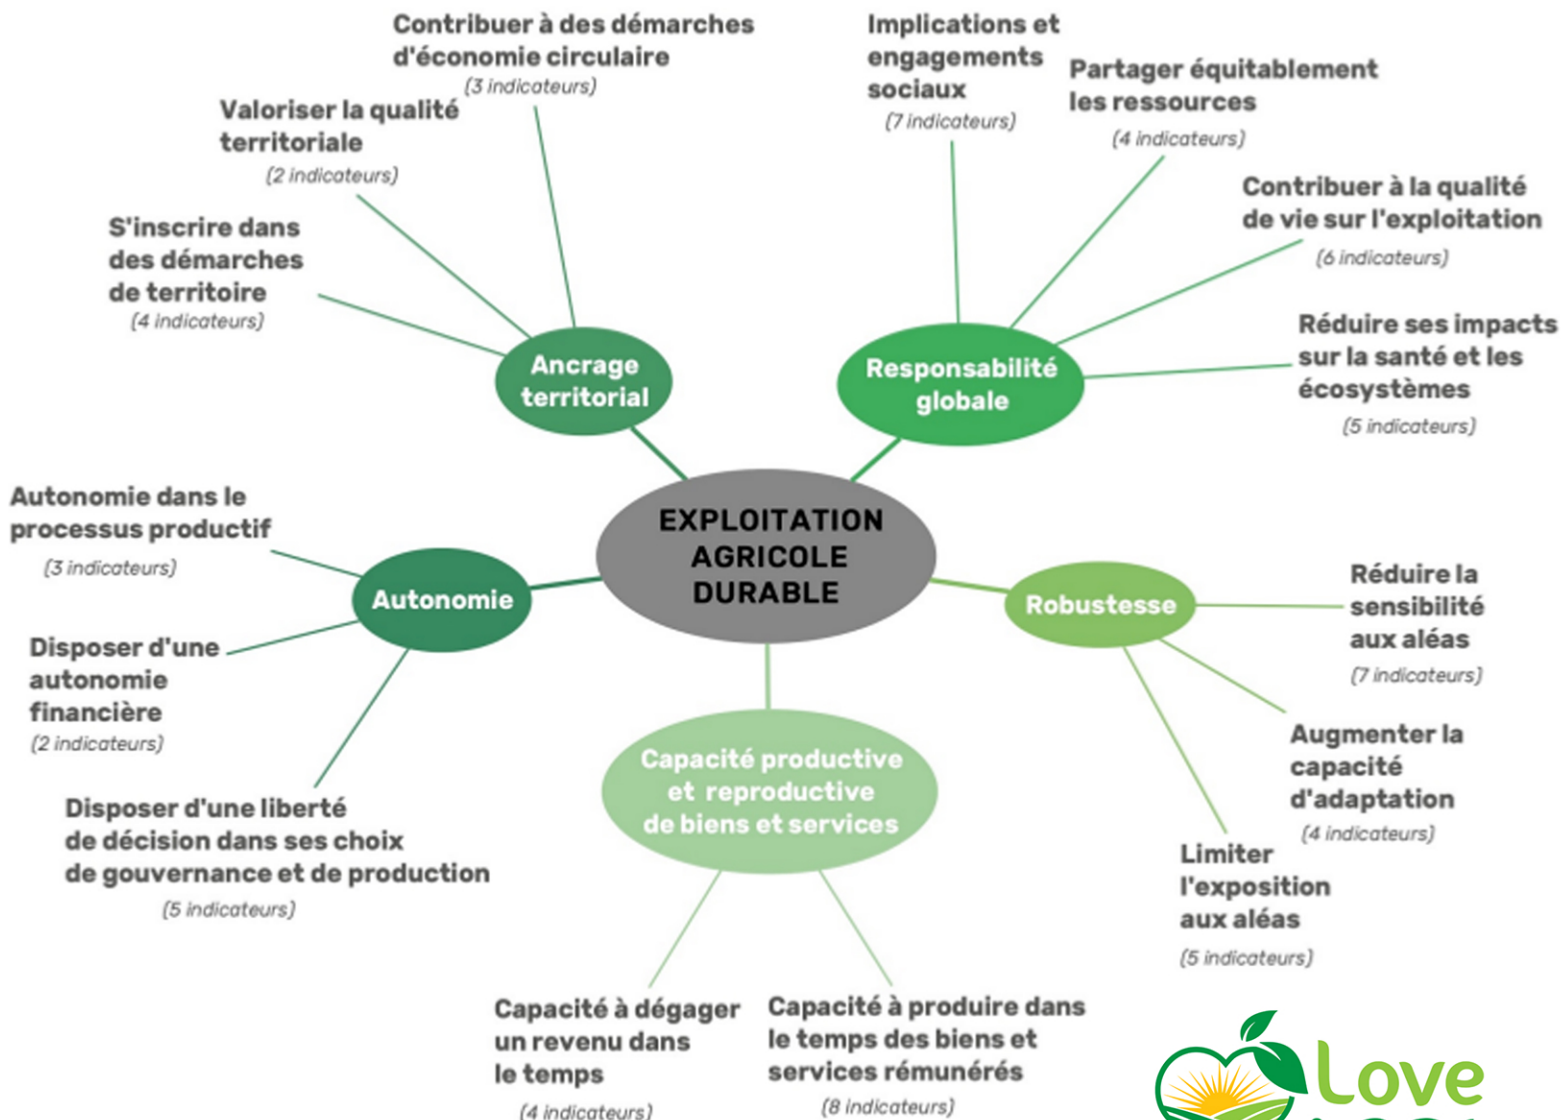 Contribuer à des démarches
d'économie circulaire
(3 indicateurs)
Valoriser la qualité
territoriale
(2 indicateurs)
S'inscrire dans
des démarches
de territoire
(4 indicateurs)
Ancrage
territorial
Implications et
engagements
sociaux
(7 indicateurs)
Partager équitablement
les ressources
(4 indicateurs)
Contribuer à la qualité
de vie sur l'exploitation
(6 indicateurs)
Réduire ses impacts
sur la santé et les
écosystèmes
(5 indicateurs)
Responsabilité
globale
EXPLOITATION
AGRICOLE
DURABLE
Autonomie dans le
processus productif
(3 indicateurs)
Autonomie
Disposer d'une
autonomie
financière
(2 indicateurs)
Disposer d'une liberté
de décision dans ses choix
de gouvernance et de production
(5 indicateurs)
Robustesse
Réduire la
sensibilité
aux aléas
(7 indicateurs)
Augmenter la
capacité
d'adaptation
(4 indicateurs)
Limiter
l'exposition
aux aléas
(5 indicateurs)
Capacité productive
et reproductive
de biens et services
Capacité à dégager
un revenu dans
le temps
(4 indicateurs)
Capacité à produire dans
le temps des biens et
services rémunérés
(8 indicateurs)
Love